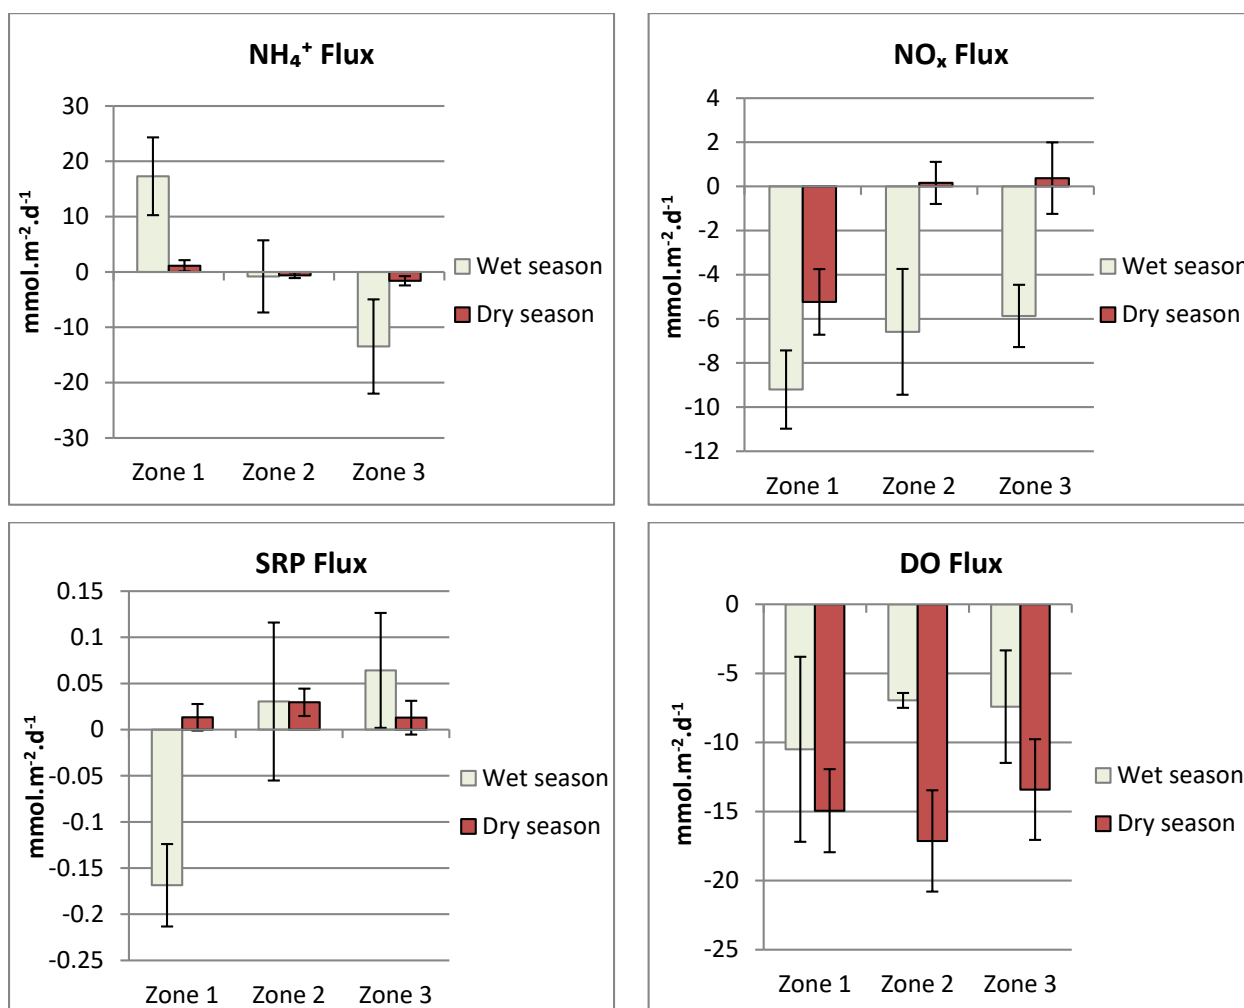 NH₄⁺ Flux
30
20
10
0
-10
-20
-30
mmol.m⁻².d⁻¹
Zone 1 Zone 2 Zone 3
Wet season
Dry season
NOₓ Flux
4
2
0
-2
-4
-6
-8
-10
-12
mmol.m⁻².d⁻¹
Zone 1 Zone 2 Zone 3
Wet season
Dry season
SRP Flux
0.15
0.1
0.05
0
-0.05
-0.1
-0.15
-0.2
-0.25
mmol.m⁻².d⁻¹
Zone 1 Zone 2 Zone 3
Wet season
Dry season
DO Flux
0
-5
-10
-15
-20
-25
mmol.m⁻².d⁻¹
Zone 1 Zone 2 Zone 3
Wet season
Dry season